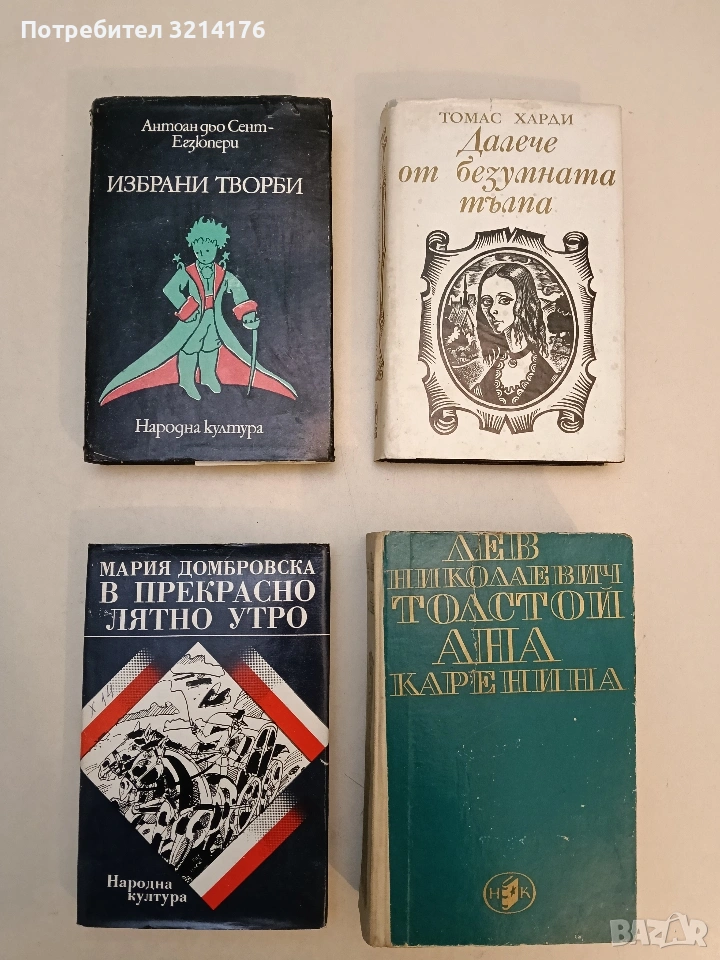 Потребител 3214176
Антоан дьо Сент-
Егзюпери
ИЗБРАНИ ТВОРБИ
Народна култура
ТОМАС ХАРДИ
Далече
от безумната
тълпа
МАРИЯ ДОМБРОВСКА
В ПРЕКРАСНО
ЛЯТНО УТРО
Народна
култура
ЛЕВ
НИКОЛАЕВИЧ
ТОЛСТОЙ
АНА
КАРЕНИНА
НК
BAZAR